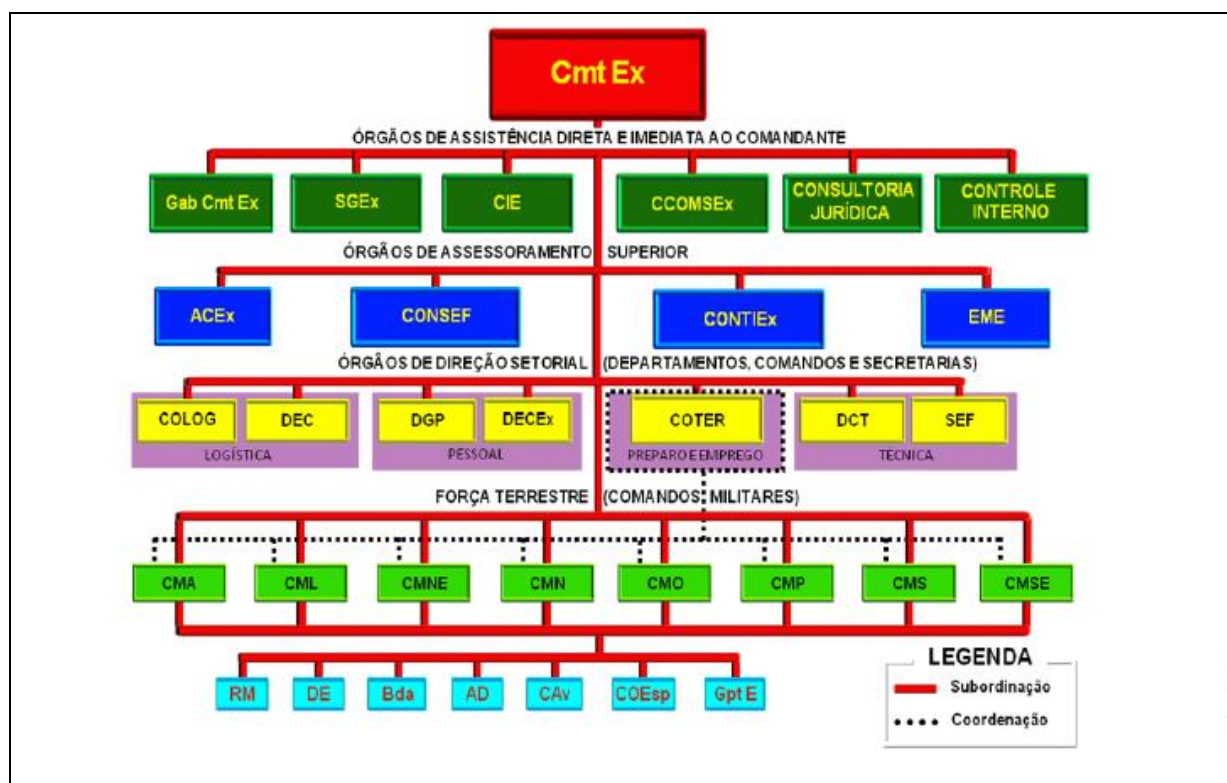 Cmt Ex
ÓRGÃOS DE ASSISTÊNCIA DIRETA E IMEDIATA AO COMANDANTE
Gab Cmt Ex
SGEx
CIE
CCOMSEx
CONSULTORIA
JURÍDICA
CONTROLE
INTERNO
ÓRGÃOS DE ASSESSORAMENTO SUPERIOR
ACEx
CONSEF
CONTIEx
EME
ÓRGÃOS DE DIREÇÃO SETORIAL (DEPARTAMENTOS, COMANDOS E SECRETARIAS)
COLOG
DEC
DGP
DECEx
COTER
DCT
SEF
LOGÍSTICA
PESSOAL
PREPARO E EMPREGO
TÉCNICA
FORÇA TERRESTRE (COMANDOS MILITARES)
CMA
CML
CMNE
CMN
CMO
CMP
CMS
CMSE
RM
DE
Bda
AD
CAv
COEsp
Gpt E
LEGENDA
Subordinação
Coordenação